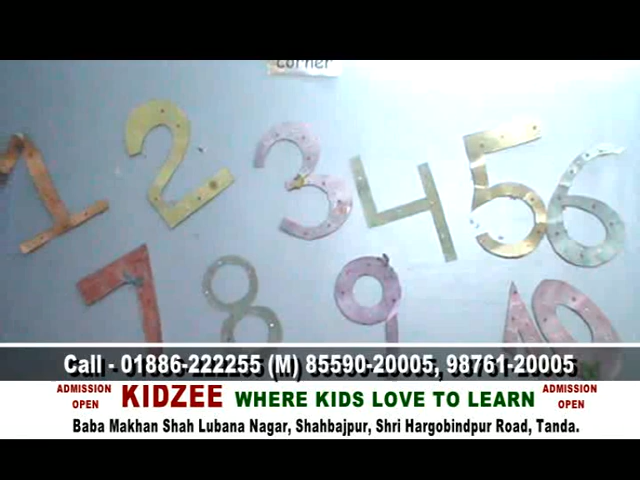 corner
1 2 3 4 5 6
7 8 9 10
Call - 01886-222255 (M) 85590-20005, 98761-20005
ADMISSION OPEN KIDZEE WHERE KIDS LOVE TO LEARN ADMISSION OPEN
Baba Makhan Shah Lubana Nagar, Shahbajpur, Shri Hargobindpur Road, Tanda.